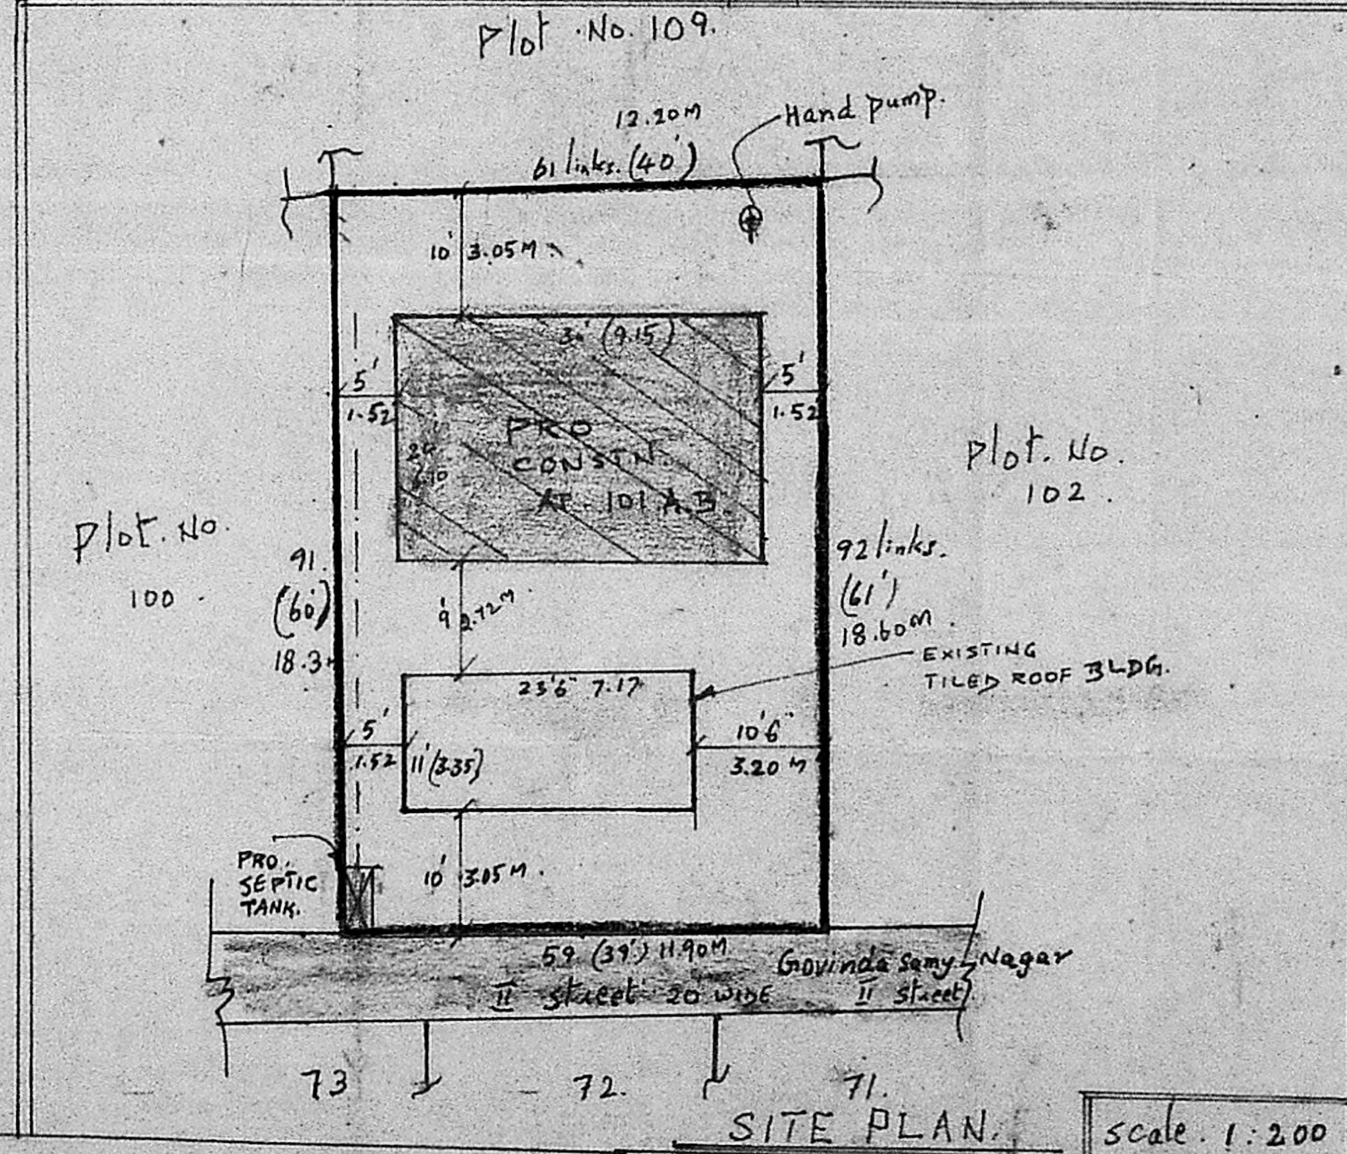 Plot No. 109.
12.20M
61 links. (40')
Hand pump.
10' 3.05M
(9.15)
5'
1.52
5'
1.52
PRO
CONSTN.
AT. 101 A.B.
Plot. No.
102.
Plot. No.
100.
91.
(60')
18.3
92 links.
(61')
18.60M.
9' 2.72M.
EXISTING
TILED ROOF BLDG.
23'6" 7.17
5'
1.52
11' (3.35)
10'6"
3.20 M
PRO.
SEPTIC
TANK.
10' 3.05M.
59 (39') 11.90M
II street 20' WIDE
Govinda samy Nagar
II street
73
72.
71.
SITE PLAN.
Scale. 1:200